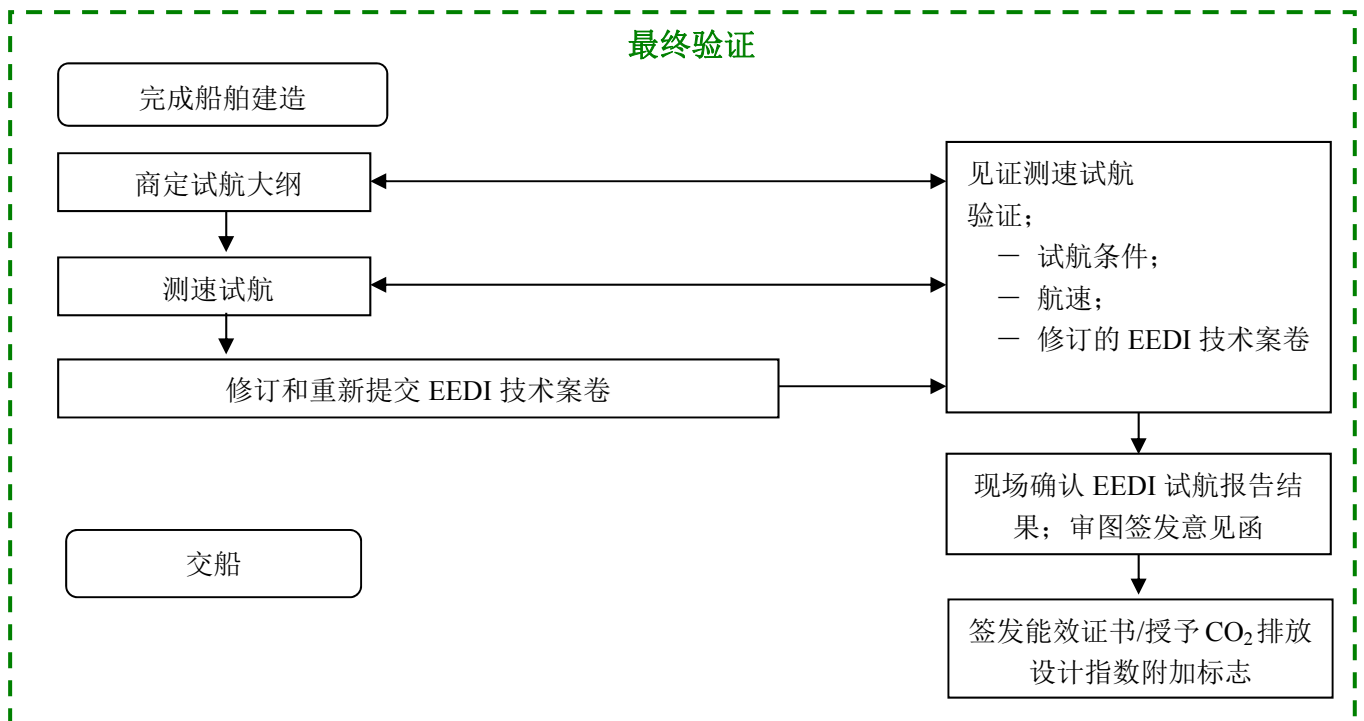 最终验证
完成船舶建造
商定试航大纲
测速试航
修订和重新提交 EEDI 技术案卷
交船
见证测速试航
验证；
－ 试航条件；
－ 航速；
－ 修订的 EEDI 技术案卷
现场确认 EEDI 试航报告结
果；审图签发意见函
签发能效证书/授予 CO₂ 排放
设计指数附加标志